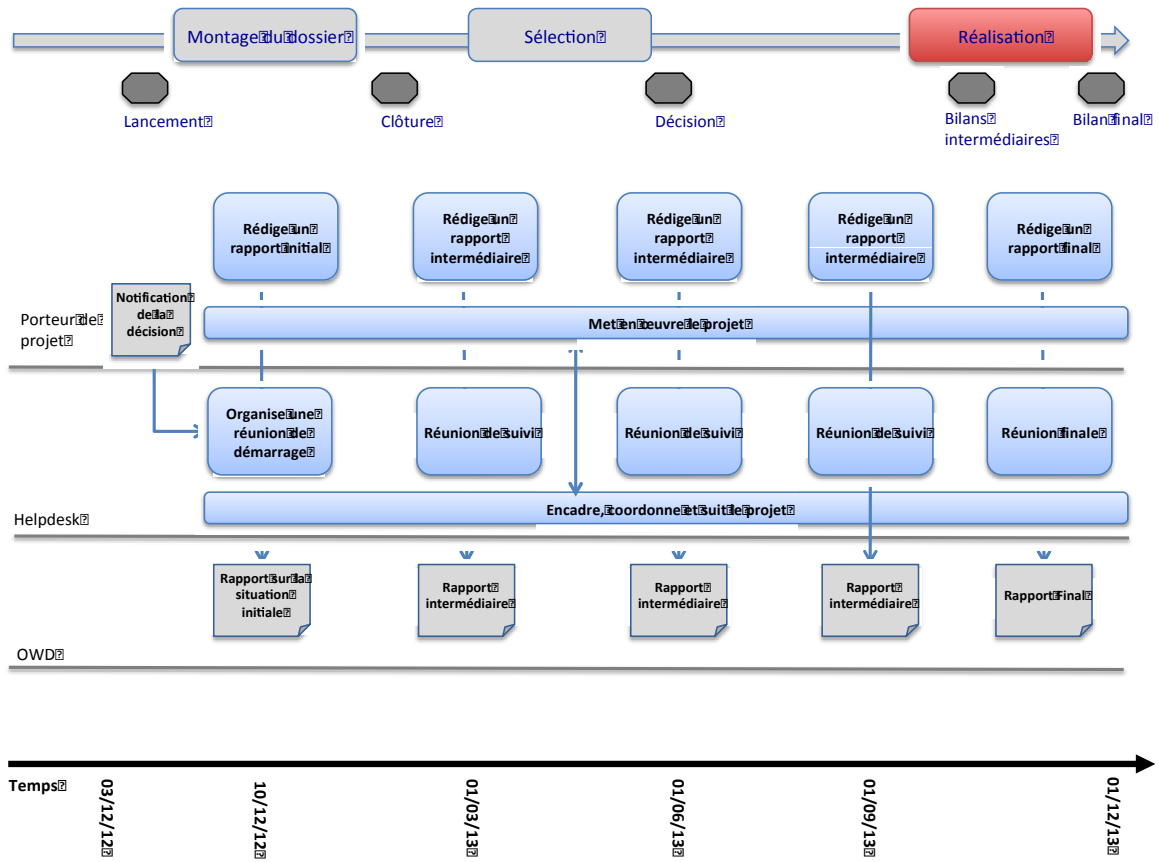 Montage du dossier
Sélection
Réalisation
Lancement
Clôture
Décision
Bilans
intermédiaires
Bilan final
Rédige un
rapport initial
Rédige un
rapport
intermédiaire
Rédige un
rapport
intermédiaire
Rédige un
rapport
intermédiaire
Rédige un
rapport final
Notification
de la
décision
Porteur de
projet
Met en œuvre le projet
Organise une
réunion de
démarrage
Réunion de suivi
Réunion de suivi
Réunion de suivi
Réunion finale
Helpdesk
Encadre, coordonne et suit le projet
Rapport sur la
situation
initiale
Rapport
intermédiaire
Rapport
intermédiaire
Rapport
intermédiaire
Rapport Final
OWD
Temps
03/12/12
10/12/12
01/03/13
01/06/13
01/09/13
01/12/13